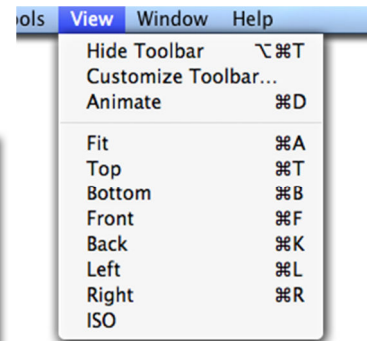 ools View Window Help
Hide Toolbar ⌥⌘T
Customize Toolbar...
Animate ⌘D
Fit ⌘A
Top ⌘T
Bottom ⌘B
Front ⌘F
Back ⌘K
Left ⌘L
Right ⌘R
ISO